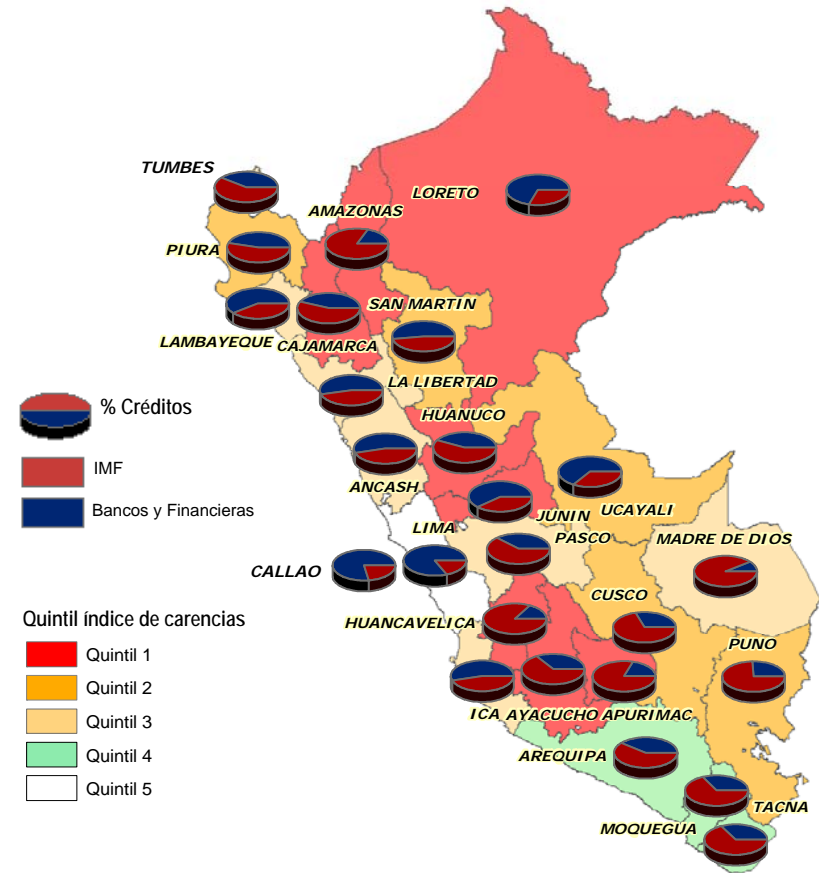 TUMBES
LORETO
AMAZONAS
PIURA
SAN MARTIN
LAMBAYEQUE
CAJAMARCA
LA LIBERTAD
% Créditos
HUANUCO
IMF
ANCASH
Bancos y Financieras
UCAYALI
JUNIN
LIMA
PASCO
MADRE DE DIOS
CALLAO
CUSCO
Quintil índice de carencias
HUANCAVELICA
PUNO
Quintil 1
Quintil 2
Quintil 3
ICA
AYACUCHO
APURIMAC
Quintil 4
AREQUIPA
Quintil 5
TACNA
MOQUEGUA